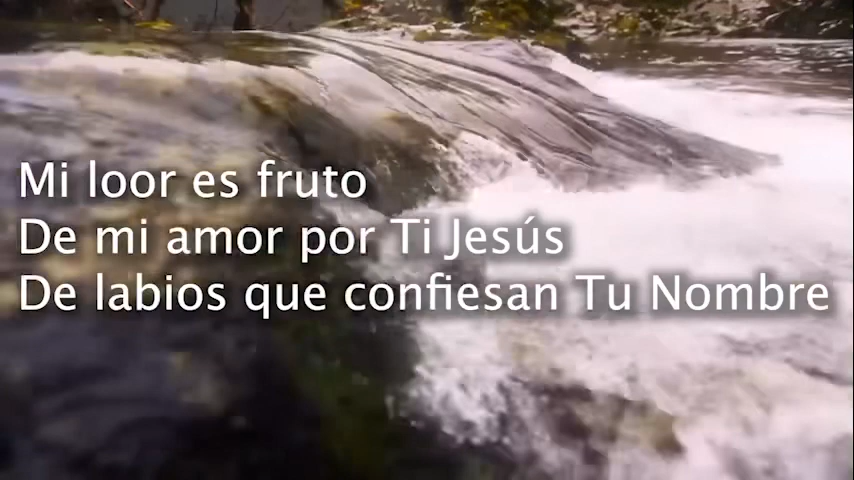 Mi loor es fruto
De mi amor por Ti Jesús
De labios que confiesan Tu Nombre